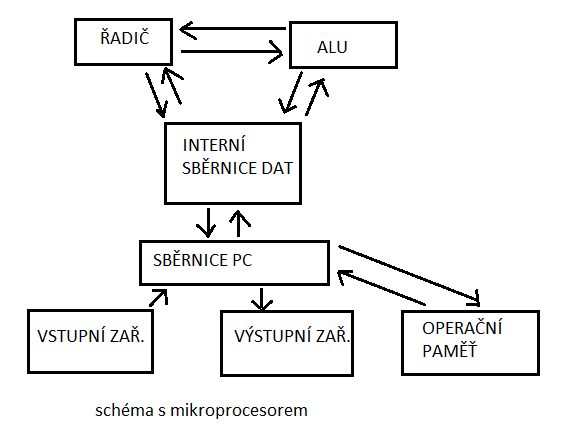 ŘADIČ
ALU
INTERNÍ
SBĚRNICE DAT
SBĚRNICE PC
VSTUPNÍ ZAŘ.
VÝSTUPNÍ ZAŘ.
OPERAČNÍ
PAMĚŤ
schéma s mikroprocesorem